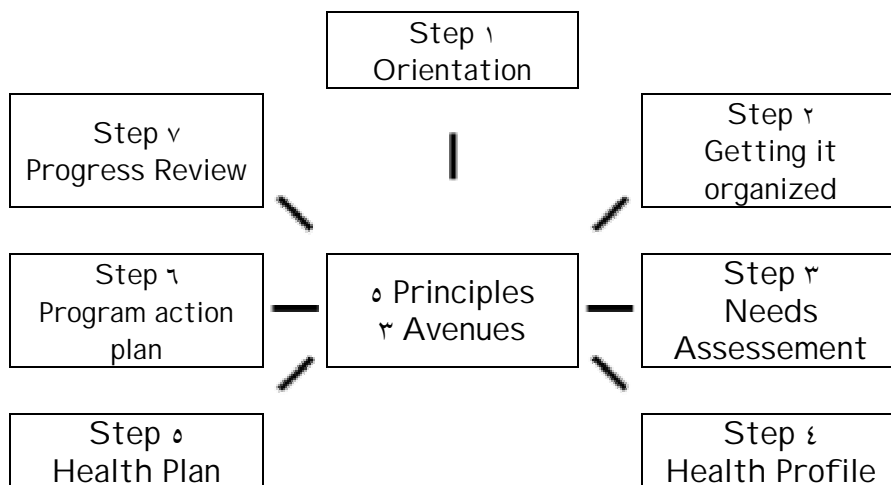 Step ١
Orientation
Step ٢
Getting it
organized
Step ٣
Needs
Assessement
Step ٤
Health Profile
Step ٥
Health Plan
Step ٦
Program action
plan
Step ٧
Progress Review
٥ Principles
٣ Avenues